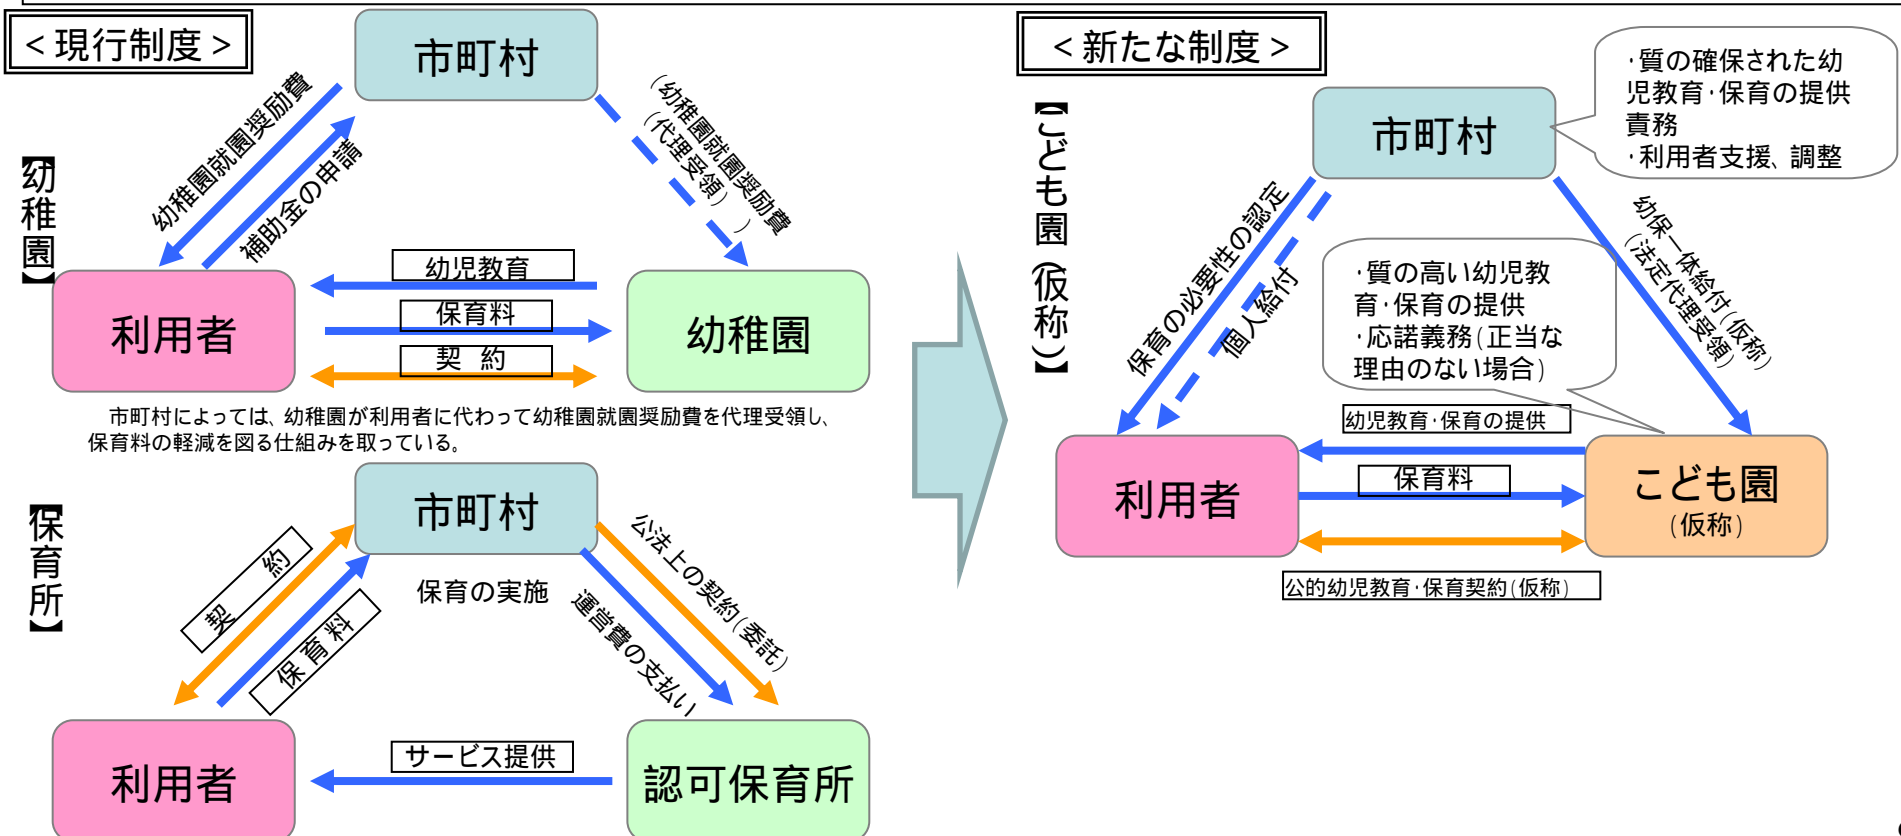 ＜現行制度＞
【幼稚園】
市町村
幼稚園就園奨励費
補助金の申請
(幼稚園就園奨励費
(代理受領))
利用者
幼児教育
保育料
契　約
幼稚園
市町村によっては、幼稚園が利用者に代わって幼稚園就園奨励費を代理受領し、
保育料の軽減を図る仕組みを取っている。
【保育所】
市町村
契　約
保育料
保育の実施
公法上の契約(委託)
運営費の支払い
利用者
サービス提供
認可保育所
＜新たな制度＞
【こども園(仮称)】
市町村
・質の確保された幼
児教育・保育の提供
責務
・利用者支援、調整
保育の必要性の認定
個人給付
幼保一体給付(仮称)
(法定代理受領)
・質の高い幼児教
育・保育の提供
・応諾義務(正当な
理由のない場合)
利用者
幼児教育・保育の提供
保育料
公的幼児教育・保育契約(仮称)
こども園
(仮称)